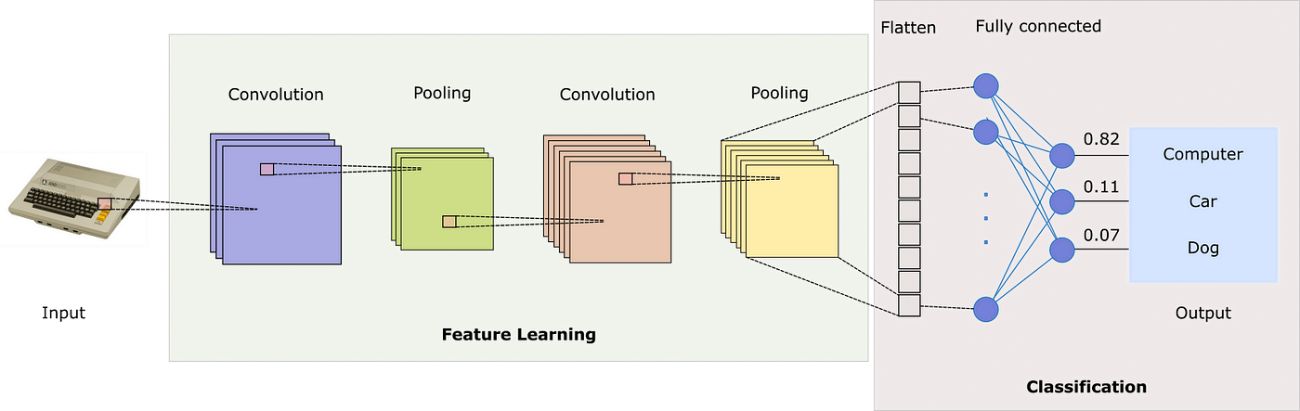 Flatten
Fully connected
Convolution
Pooling
Convolution
Pooling
0.82
Computer
0.11
Car
0.07
Dog
Input
Output
Feature Learning
Classification